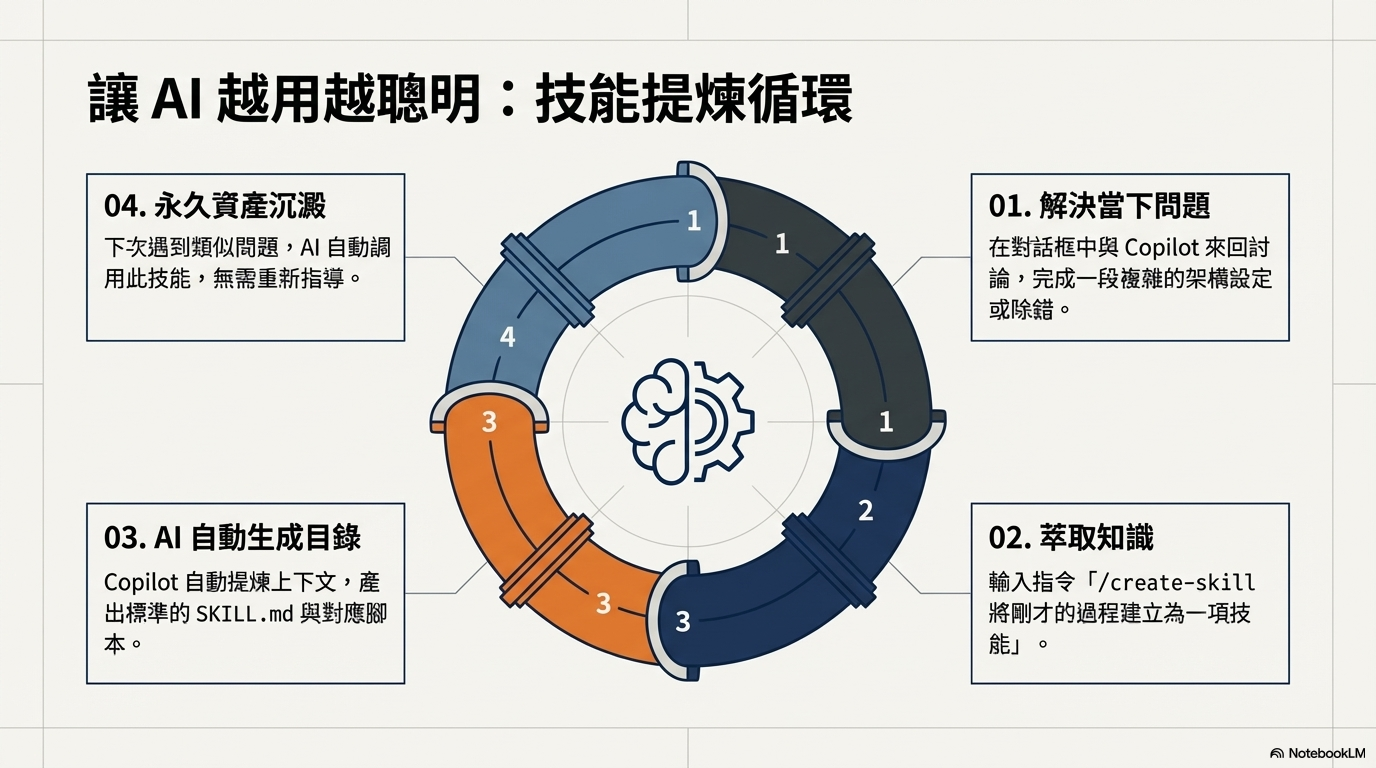 讓 AI 越用越聰明：技能提煉循環
04. 永久資產沉澱
下次遇到類似問題，AI 自動調
用此技能，無需重新指導。
01. 解決當下問題
在對話框中與 Copilot 來回討
論，完成一段複雜的架構設定
或除錯。
1
1
4
3
1
2
3
3
03. AI 自動生成目錄
Copilot 自動提煉上下文，產
出標準的 SKILL.md 與對應腳
本。
02. 萃取知識
輸入指令「/create-skill
將剛才的過程建立為一項技
能」。
NotebookLM